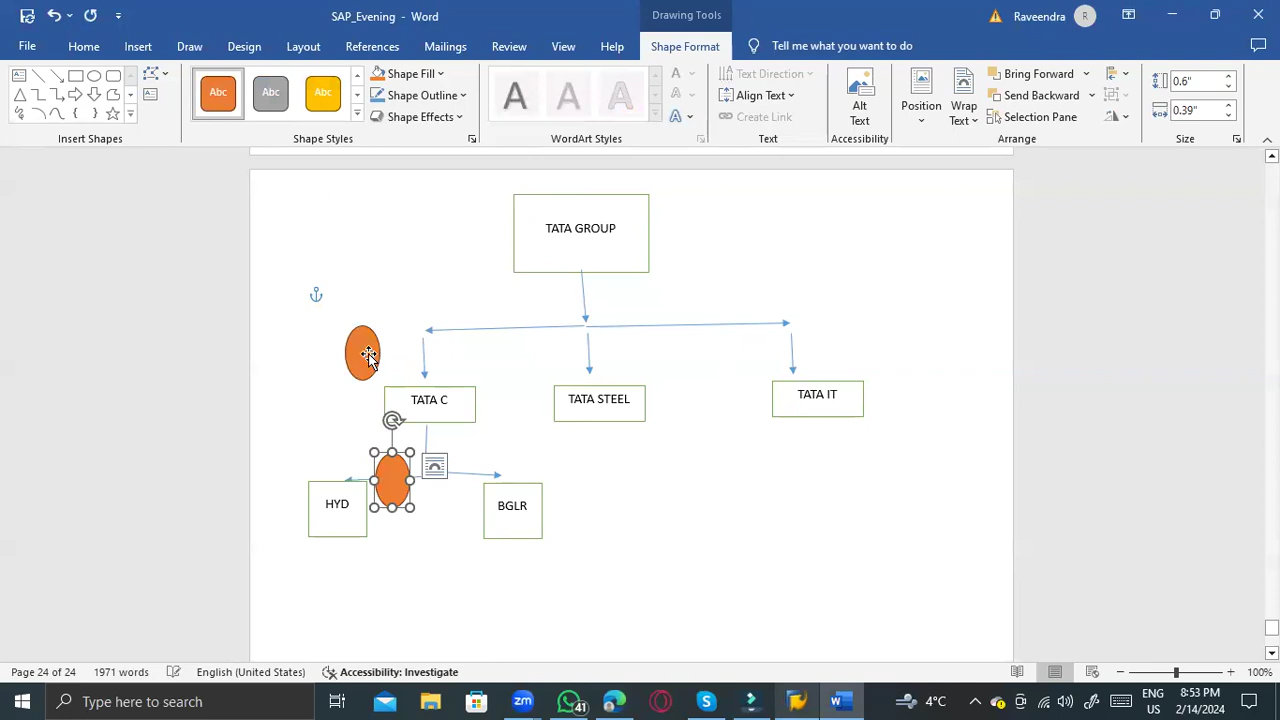 SAP_Evening - Word
Drawing Tools
Raveendra
R
File
Home
Insert
Draw
Design
Layout
References
Mailings
Review
View
Help
Shape Format
Tell me what you want to do
Abc
Abc
Abc
Shape Fill
Shape Outline
Shape Effects
A
A
A
Text Direction
Align Text
Create Link
Alt
Text
Position
Wrap
Text
Bring Forward
Send Backward
Selection Pane
0.6"
0.39"
Insert Shapes
Shape Styles
WordArt Styles
Text
Accessibility
Arrange
Size
TATA GROUP
TATA C
TATA STEEL
TATA IT
HYD
BGLR
Page 24 of 24
1971 words
English (United States)
Accessibility: Investigate
100%
Type here to search
zm
41
S
W
4°C
ENG
US
8:53 PM
2/14/2024